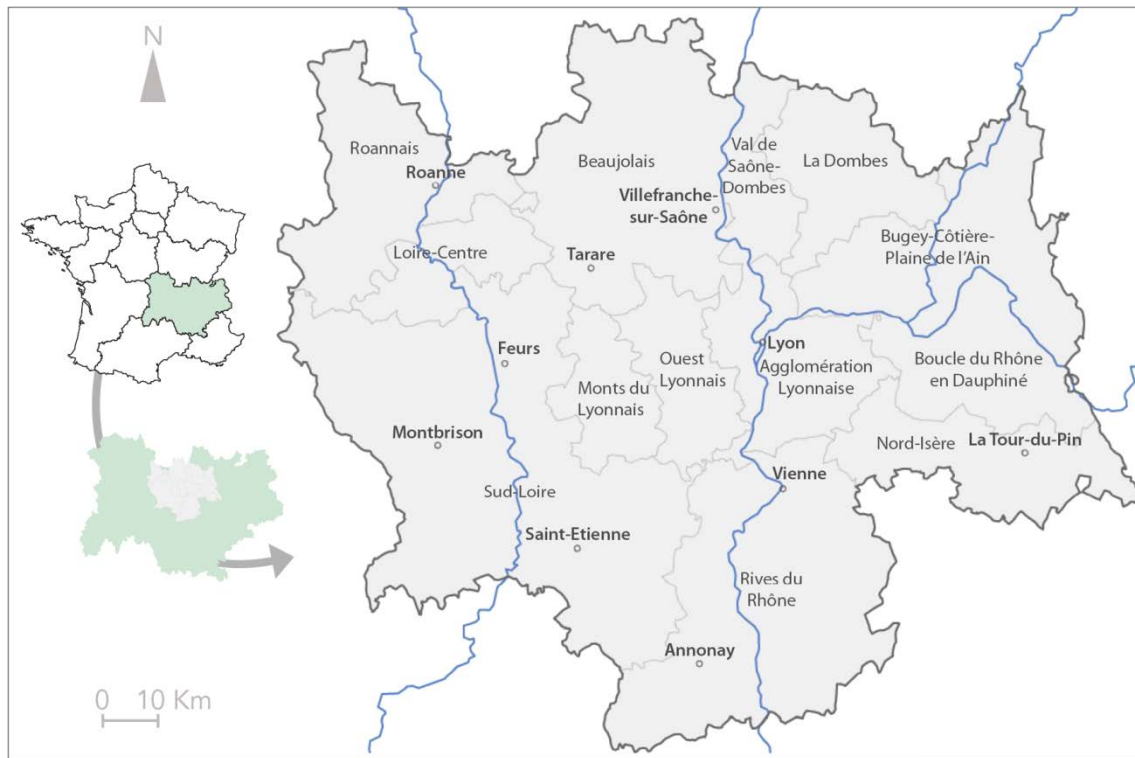 N
Roannais
Roanne
Beaujolais
Val de
Saône-
Dombes
La Dombes
Villefranche-
sur-Saône
Loire-Centre
Tarare
Bugey-Côtière-
Plaine de l'Ain
Feurs
Monts du
Lyonnais
Ouest
Lyonnais
Lyon
Agglomération
Lyonnaise
Boucle du Rhône
en Dauphiné
Montbrison
Nord-Isère
La Tour-du-Pin
Sud-Loire
Vienne
Saint-Etienne
Rives du
Rhône
Annonay
0 10 Km